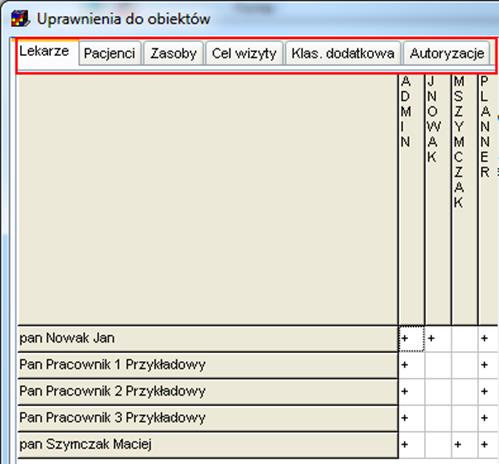 Uprawnienia do obiektów
Lekarze Pacjenci Zasoby Cel wizyty Klas. dodatkowa Autoryzacje
ADMIN JNOWAK MSZYMCZAK PLANNER
pan Nowak Jan + + +
Pan Pracownik 1 Przykładowy + +
Pan Pracownik 2 Przykładowy + +
Pan Pracownik 3 Przykładowy + +
pan Szymczak Maciej + + +